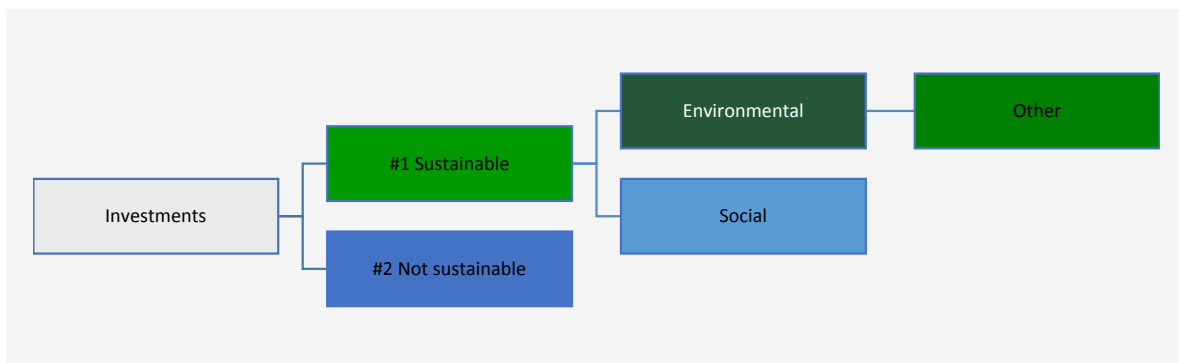 Environmental
Other
#1 Sustainable
Investments
Social
#2 Not sustainable